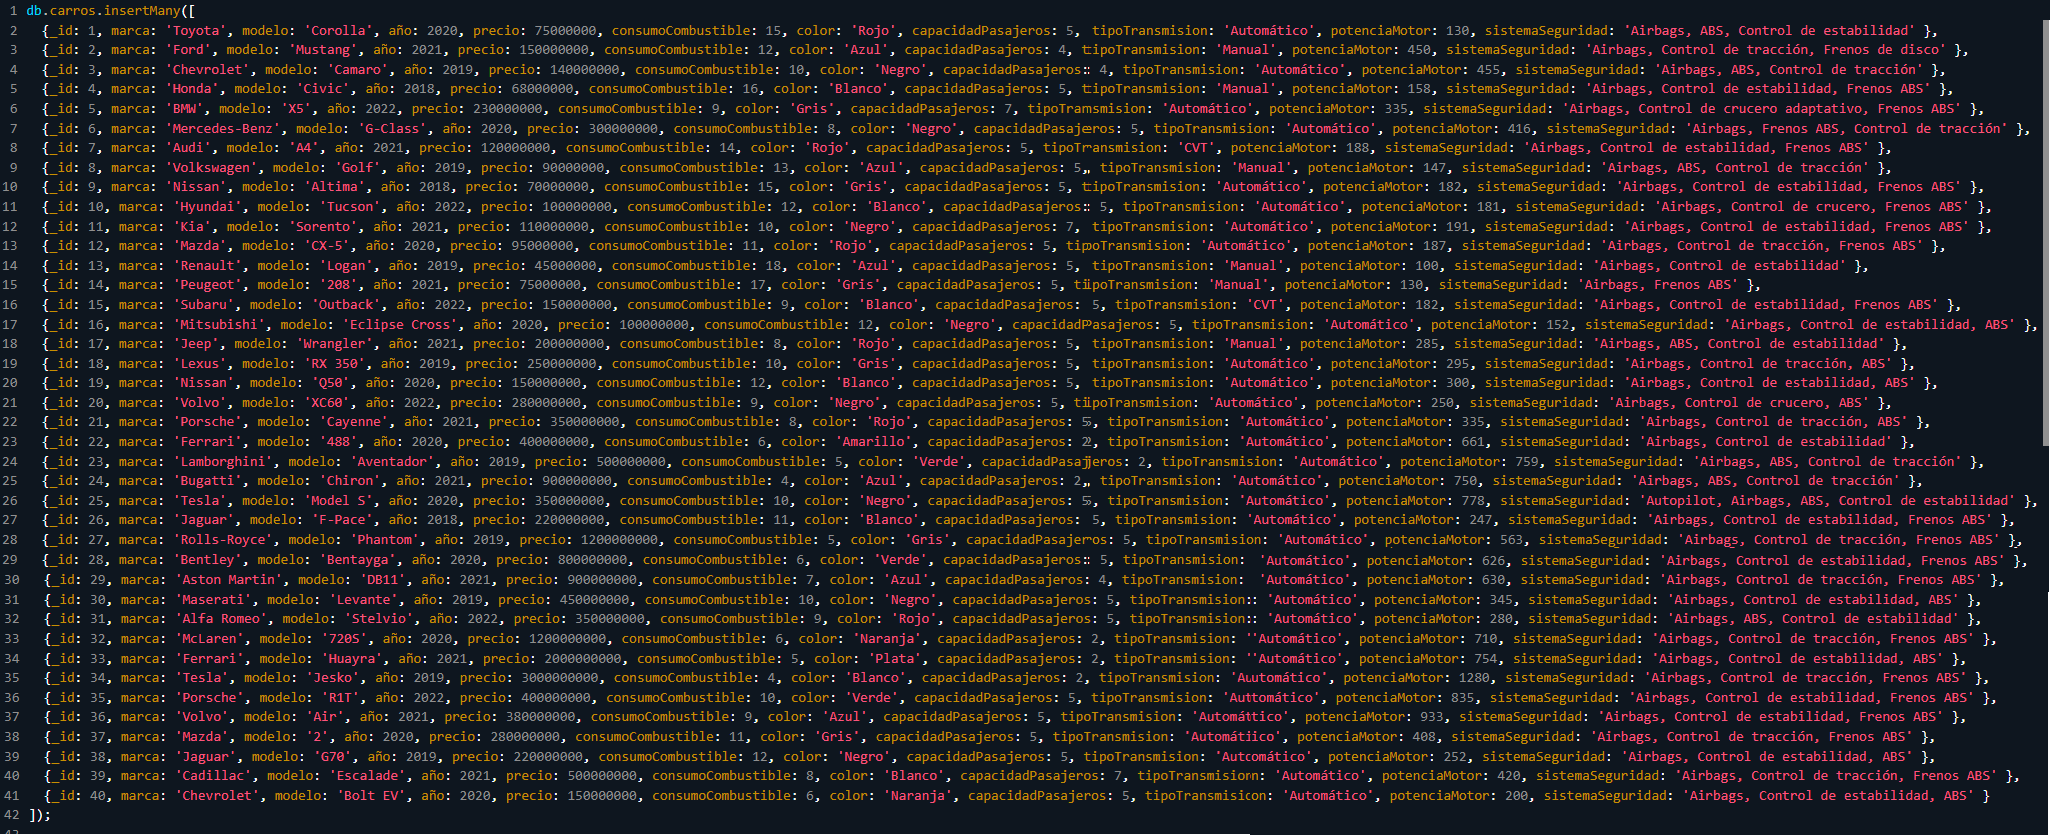 1 db.carros.insertMany([
2 {_id: 1, marca: 'Toyota', modelo: 'Corolla', año: 2020, precio: 75000000, consumoCombustible: 15, color: 'Rojo', capacidadPasajeros: 5, tipoTransmision: 'Automático', potenciaMotor: 130, sistemaSeguridad: 'Airbags, ABS, Control de estabilidad' },
3 {_id: 2, marca: 'Ford', modelo: 'Mustang', año: 2021, precio: 150000000, consumoCombustible: 12, color: 'Azul', capacidadPasajeros: 4, tipoTransmision: 'Manual', potenciaMotor: 450, sistemaSeguridad: 'Airbags, Control de tracción, Frenos de disco' },
4 {_id: 3, marca: 'Chevrolet', modelo: 'Camaro', año: 2019, precio: 140000000, consumoCombustible: 10, color: 'Negro', capacidadPasajeros: 4, tipoTransmision: 'Automático', potenciaMotor: 455, sistemaSeguridad: 'Airbags, ABS, Control de tracción' },
5 {_id: 4, marca: 'Honda', modelo: 'Civic', año: 2018, precio: 68000000, consumoCombustible: 16, color: 'Blanco', capacidadPasajeros: 5, tipoTransmision: 'Manual', potenciaMotor: 158, sistemaSeguridad: 'Airbags, Control de estabilidad, Frenos ABS' },
6 {_id: 5, marca: 'BMW', modelo: 'X5', año: 2022, precio: 230000000, consumoCombustible: 9, color: 'Gris', capacidadPasajeros: 7, tipoTransmision: 'Automático', potenciaMotor: 335, sistemaSeguridad: 'Airbags, Control de crucero adaptativo, Frenos ABS' },
7 {_id: 6, marca: 'Mercedes-Benz', modelo: 'G-Class', año: 2020, precio: 300000000, consumoCombustible: 8, color: 'Negro', capacidadPasajeros: 5, tipoTransmision: 'Automático', potenciaMotor: 416, sistemaSeguridad: 'Airbags, Frenos ABS, Control de tracción' },
8 {_id: 7, marca: 'Audi', modelo: 'A4', año: 2021, precio: 120000000, consumoCombustible: 14, color: 'Rojo', capacidadPasajeros: 5, tipoTransmision: 'CVT', potenciaMotor: 188, sistemaSeguridad: 'Airbags, Control de estabilidad, Frenos ABS' },
9 {_id: 8, marca: 'Volkswagen', modelo: 'Golf', año: 2019, precio: 90000000, consumoCombustible: 13, color: 'Azul', capacidadPasajeros: 5, tipoTransmision: 'Manual', potenciaMotor: 147, sistemaSeguridad: 'Airbags, ABS, Control de tracción' },
10 {_id: 9, marca: 'Nissan', modelo: 'Altima', año: 2018, precio: 70000000, consumoCombustible: 15, color: 'Gris', capacidadPasajeros: 5, tipoTransmision: 'Automático', potenciaMotor: 182, sistemaSeguridad: 'Airbags, Control de estabilidad, Frenos ABS' },
11 {_id: 10, marca: 'Hyundai', modelo: 'Tucson', año: 2022, precio: 100000000, consumoCombustible: 12, color: 'Blanco', capacidadPasajeros: 5, tipoTransmision: 'Automático', potenciaMotor: 181, sistemaSeguridad: 'Airbags, Control de crucero, Frenos ABS' },
12 {_id: 11, marca: 'Kia', modelo: 'Sorento', año: 2021, precio: 110000000, consumoCombustible: 10, color: 'Negro', capacidadPasajeros: 7, tipoTransmision: 'Automático', potenciaMotor: 191, sistemaSeguridad: 'Airbags, Control de estabilidad, Frenos ABS' },
13 {_id: 12, marca: 'Mazda', modelo: 'CX-5', año: 2020, precio: 95000000, consumoCombustible: 11, color: 'Rojo', capacidadPasajeros: 5, tipoTransmision: 'Automático', potenciaMotor: 187, sistemaSeguridad: 'Airbags, Control de tracción, Frenos ABS' },
14 {_id: 13, marca: 'Renault', modelo: 'Logan', año: 2019, precio: 45000000, consumoCombustible: 18, color: 'Azul', capacidadPasajeros: 5, tipoTransmision: 'Manual', potenciaMotor: 100, sistemaSeguridad: 'Airbags, Control de estabilidad' },
15 {_id: 14, marca: 'Peugeot', modelo: '208', año: 2021, precio: 75000000, consumoCombustible: 17, color: 'Gris', capacidadPasajeros: 5, tipoTransmision: 'Manual', potenciaMotor: 130, sistemaSeguridad: 'Airbags, Frenos ABS' },
16 {_id: 15, marca: 'Subaru', modelo: 'Outback', año: 2022, precio: 150000000, consumoCombustible: 9, color: 'Blanco', capacidadPasajeros: 5, tipoTransmision: 'CVT', potenciaMotor: 182, sistemaSeguridad: 'Airbags, Control de estabilidad, Frenos ABS' },
17 {_id: 16, marca: 'Mitsubishi', modelo: 'Eclipse Cross', año: 2020, precio: 100000000, consumoCombustible: 12, color: 'Negro', capacidadPasajeros: 5, tipoTransmision: 'Automático', potenciaMotor: 152, sistemaSeguridad: 'Airbags, Control de estabilidad, ABS' },
18 {_id: 17, marca: 'Jeep', modelo: 'Wrangler', año: 2021, precio: 200000000, consumoCombustible: 8, color: 'Rojo', capacidadPasajeros: 5, tipoTransmision: 'Manual', potenciaMotor: 285, sistemaSeguridad: 'Airbags, ABS, Control de estabilidad' },
19 {_id: 18, marca: 'Lexus', modelo: 'RX 350', año: 2019, precio: 250000000, consumoCombustible: 10, color: 'Gris', capacidadPasajeros: 5, tipoTransmision: 'Automático', potenciaMotor: 295, sistemaSeguridad: 'Airbags, Control de tracción, ABS' },
20 {_id: 19, marca: 'Nissan', modelo: 'Q50', año: 2020, precio: 150000000, consumoCombustible: 12, color: 'Blanco', capacidadPasajeros: 5, tipoTransmision: 'Automático', potenciaMotor: 300, sistemaSeguridad: 'Airbags, Control de estabilidad, ABS' },
21 {_id: 20, marca: 'Volvo', modelo: 'XC60', año: 2022, precio: 280000000, consumoCombustible: 9, color: 'Negro', capacidadPasajeros: 5, tipoTransmision: 'Automático', potenciaMotor: 250, sistemaSeguridad: 'Airbags, Control de crucero, ABS' },
22 {_id: 21, marca: 'Porsche', modelo: 'Cayenne', año: 2021, precio: 350000000, consumoCombustible: 8, color: 'Rojo', capacidadPasajeros: 5, tipoTransmision: 'Automático', potenciaMotor: 335, sistemaSeguridad: 'Airbags, Control de tracción, ABS' },
23 {_id: 22, marca: 'Ferrari', modelo: '488', año: 2020, precio: 400000000, consumoCombustible: 6, color: 'Amarillo', capacidadPasajeros: 2, tipoTransmision: 'Automático', potenciaMotor: 661, sistemaSeguridad: 'Airbags, Control de estabilidad' },
24 {_id: 23, marca: 'Lamborghini', modelo: 'Aventador', año: 2019, precio: 500000000, consumoCombustible: 5, color: 'Verde', capacidadPasajeros: 2, tipoTransmision: 'Automático', potenciaMotor: 759, sistemaSeguridad: 'Airbags, ABS, Control de tracción' },
25 {_id: 24, marca: 'Bugatti', modelo: 'Chiron', año: 2021, precio: 900000000, consumoCombustible: 4, color: 'Azul', capacidadPasajeros: 2, tipoTransmision: 'Automático', potenciaMotor: 750, sistemaSeguridad: 'Airbags, ABS, Control de tracción' },
26 {_id: 25, marca: 'Tesla', modelo: 'Model S', año: 2020, precio: 350000000, consumoCombustible: 10, color: 'Negro', capacidadPasajeros: 5, tipoTransmision: 'Automático', potenciaMotor: 778, sistemaSeguridad: 'Autopilot, Airbags, ABS, Control de estabilidad' },
27 {_id: 26, marca: 'Jaguar', modelo: 'F-Pace', año: 2018, precio: 220000000, consumoCombustible: 11, color: 'Blanco', capacidadPasajeros: 5, tipoTransmision: 'Automático', potenciaMotor: 247, sistemaSeguridad: 'Airbags, Control de estabilidad, Frenos ABS' },
28 {_id: 27, marca: 'Rolls-Royce', modelo: 'Phantom', año: 2019, precio: 1200000000, consumoCombustible: 5, color: 'Gris', capacidadPasajeros: 5, tipoTransmision: 'Automático', potenciaMotor: 563, sistemaSeguridad: 'Airbags, Control de tracción, Frenos ABS' },
29 {_id: 28, marca: 'Bentley', modelo: 'Bentayga', año: 2020, precio: 800000000, consumoCombustible: 6, color: 'Verde', capacidadPasajeros: 5, tipoTransmision: 'Automático', potenciaMotor: 626, sistemaSeguridad: 'Airbags, Control de estabilidad, Frenos ABS' },
30 {_id: 29, marca: 'Aston Martin', modelo: 'DB11', año: 2021, precio: 900000000, consumoCombustible: 7, color: 'Azul', capacidadPasajeros: 4, tipoTransmision: 'Automático', potenciaMotor: 630, sistemaSeguridad: 'Airbags, Control de tracción, Frenos ABS' },
31 {_id: 30, marca: 'Maserati', modelo: 'Levante', año: 2019, precio: 450000000, consumoCombustible: 10, color: 'Negro', capacidadPasajeros: 5, tipoTransmision:: 'Automático', potenciaMotor: 345, sistemaSeguridad: 'Airbags, Control de estabilidad, ABS' },
32 {_id: 31, marca: 'Alfa Romeo', modelo: 'Stelvio', año: 2022, precio: 350000000, consumoCombustible: 9, color: 'Rojo', capacidadPasajeros: 5, tipoTransmision:: 'Automático', potenciaMotor: 280, sistemaSeguridad: 'Airbags, ABS, Control de estabilidad' },
33 {_id: 32, marca: 'McLaren', modelo: '720S', año: 2020, precio: 1200000000, consumoCombustible: 6, color: 'Naranja', capacidadPasajeros: 2, tipoTransmision: ''Automático', potenciaMotor: 710, sistemaSeguridad: 'Airbags, Control de tracción, Frenos ABS' },
34 {_id: 33, marca: 'Ferrari', modelo: 'Huayra', año: 2021, precio: 2000000000, consumoCombustible: 5, color: 'Plata', capacidadPasajeros: 2, tipoTransmision: ''Automático', potenciaMotor: 754, sistemaSeguridad: 'Airbags, Control de estabilidad, ABS' },
35 {_id: 34, marca: 'Tesla', modelo: 'Jesko', año: 2019, precio: 3000000000, consumoCombustible: 4, color: 'Blanco', capacidadPasajeros: 2, tipoTransmision: 'Auutomático', potenciaMotor: 1280, sistemaSeguridad: 'Airbags, Control de tracción, Frenos ABS' },
36 {_id: 35, marca: 'Porsche', modelo: 'R1T', año: 2022, precio: 400000000, consumoCombustible: 10, color: 'Verde', capacidadPasajeros: 5, tipoTransmision: 'Auttomático', potenciaMotor: 835, sistemaSeguridad: 'Airbags, Control de estabilidad, Frenos ABS' },
37 {_id: 36, marca: 'Volvo', modelo: 'Air', año: 2021, precio: 380000000, consumoCombustible: 9, color: 'Azul', capacidadPasajeros: 5, tipoTransmision: 'Automáttico', potenciaMotor: 933, sistemaSeguridad: 'Airbags, Control de estabilidad, Frenos ABS' },
38 {_id: 37, marca: 'Mazda', modelo: '2', año: 2020, precio: 280000000, consumoCombustible: 11, color: 'Gris', capacidadPasajeros: 5, tipoTransmision: 'Automátiico', potenciaMotor: 408, sistemaSeguridad: 'Airbags, Control de tracción, Frenos ABS' },
39 {_id: 38, marca: 'Jaguar', modelo: 'G70', año: 2019, precio: 220000000, consumoCombustible: 12, color: 'Negro', capacidadPasajeros: 5, tipoTransmision: 'Autoomático', potenciaMotor: 252, sistemaSeguridad: 'Airbags, Control de estabilidad, ABS' },
40 {_id: 39, marca: 'Cadillac', modelo: 'Escalade', año: 2021, precio: 500000000, consumoCombustible: 8, color: 'Blanco', capacidadPasajeros: 7, tipoTransmisiorn: 'Automático', potenciaMotor: 420, sistemaSeguridad: 'Airbags, Control de tracción, Frenos ABS' },
41 {_id: 40, marca: 'Chevrolet', modelo: 'Bolt EV', año: 2020, precio: 150000000, consumoCombustible: 6, color: 'Naranja', capacidadPasajeros: 5, tipoTransmision: 'Automático', potenciaMotor: 200, sistemaSeguridad: 'Airbags, Control de estabilidad, ABS' }
42 ]);